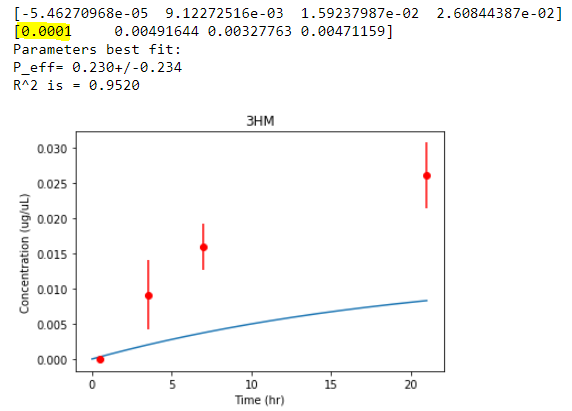 [-5.46270968e-05 9.12272516e-03 1.59237987e-02 2.60844387e-02]
[0.0001 0.00491644 0.00327763 0.00471159]
Parameters best fit:
P_eff= 0.230+/-0.234
R^2 is = 0.9520
3HM
0.030
0.025
0.020
0.015
0.010
0.005
0.000
Concentration (ug/uL)
0 5 10 15 20
Time (hr)